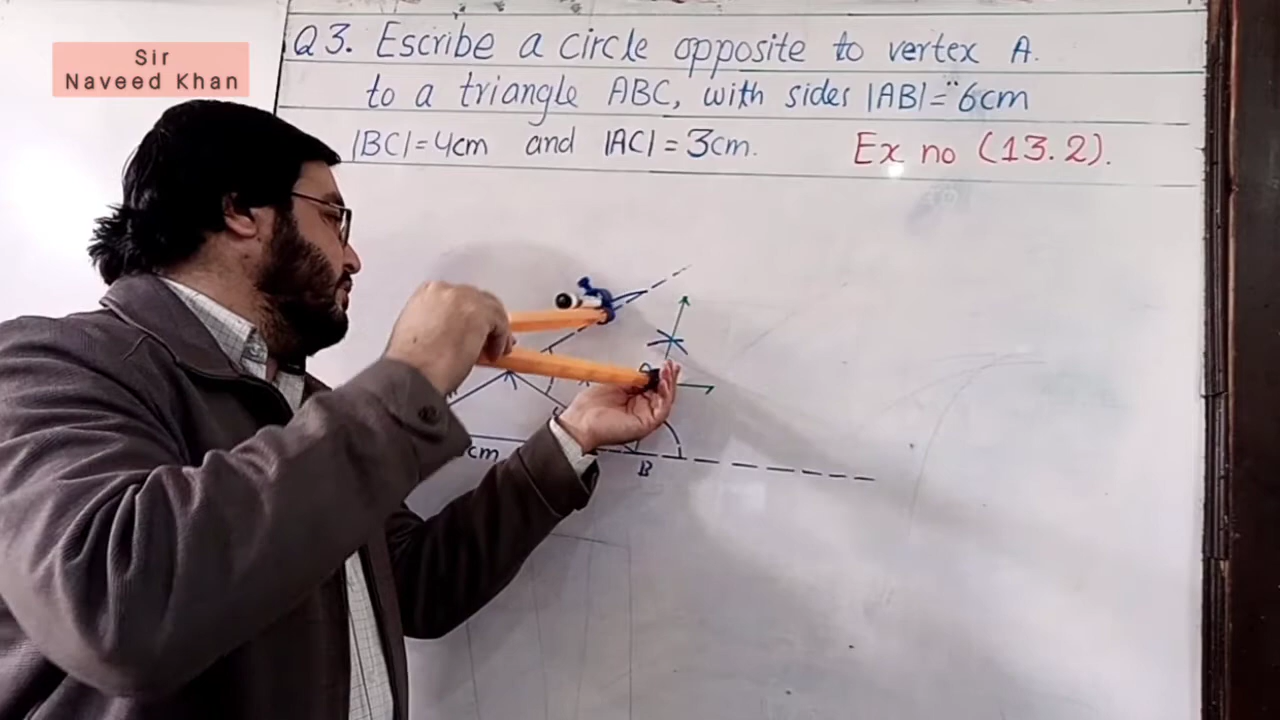 Sir
Naveed Khan
Q3. Escribe a circle opposite to vertex A.
to a triangle ABC, with sides |AB|= 6cm
|BC|=4cm and |AC|=3cm. Ex no (13.2).
cm
B